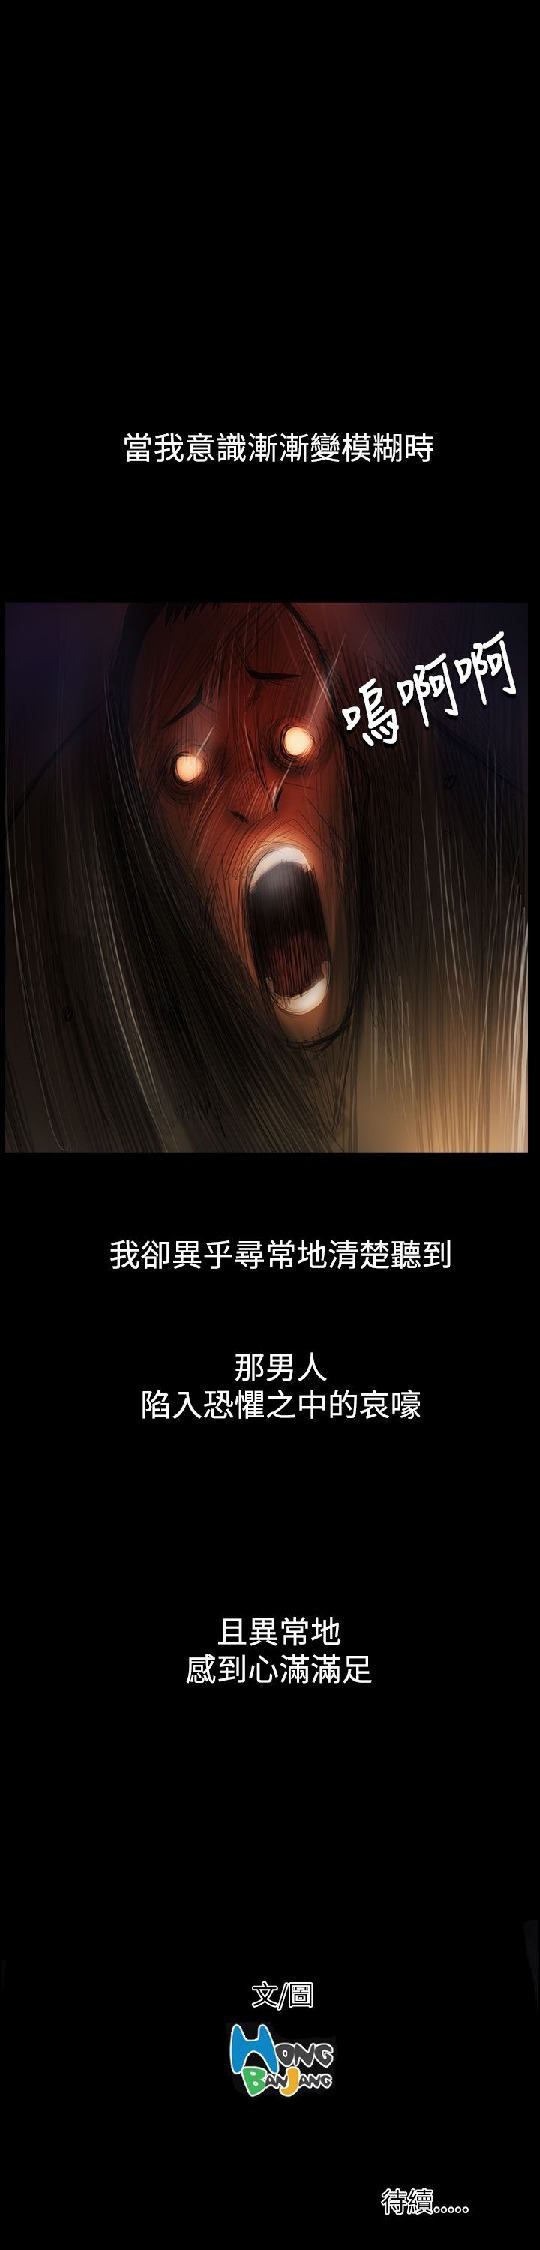 當我意識漸漸變模糊時
嗚啊啊
我卻異乎尋常地清楚聽到
那男人
陷入恐懼之中的哀嚎
且異常地
感到心滿滿足
文/圖
HONG
BANJANG
待續.....